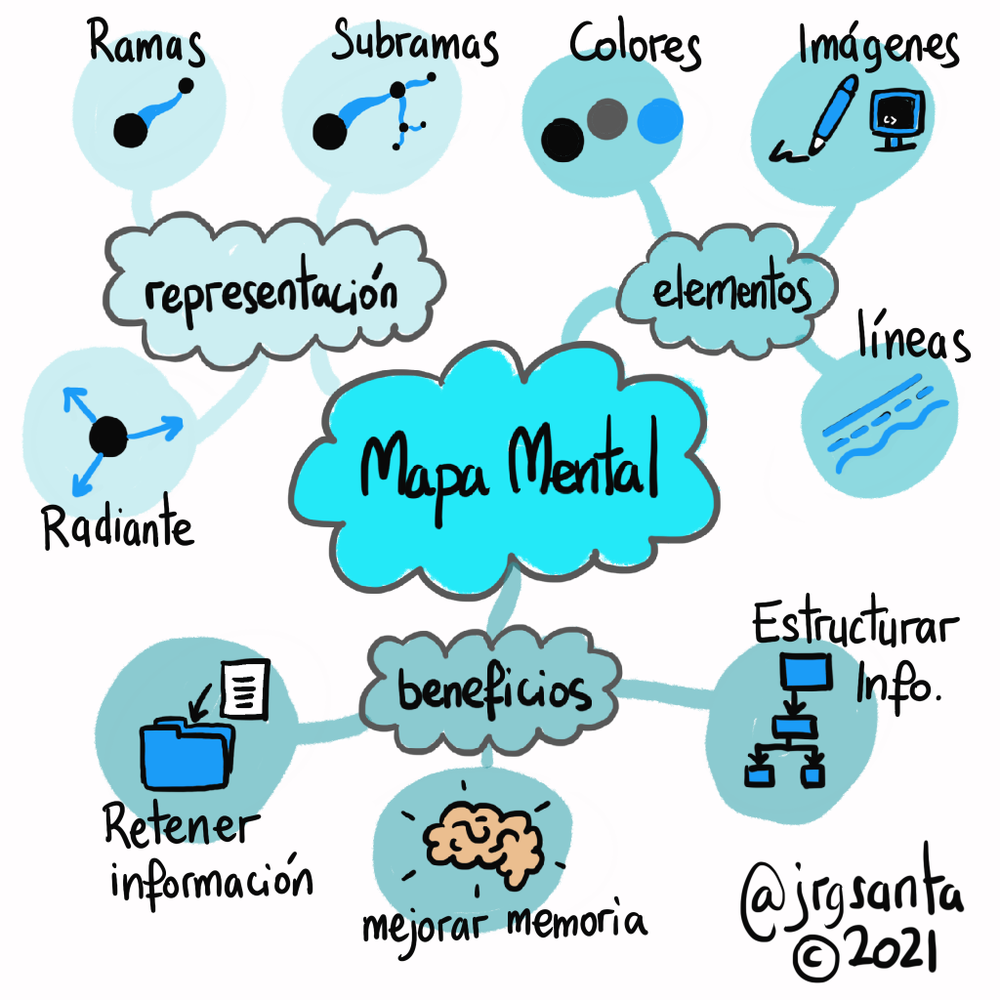 Ramas
Subramas
Colores
Imágenes
representación
elementos
líneas
Mapa Mental
Radiante
beneficios
Estructurar
Info.
Retener
información
mejorar memoria
@jrgsanta
©2021